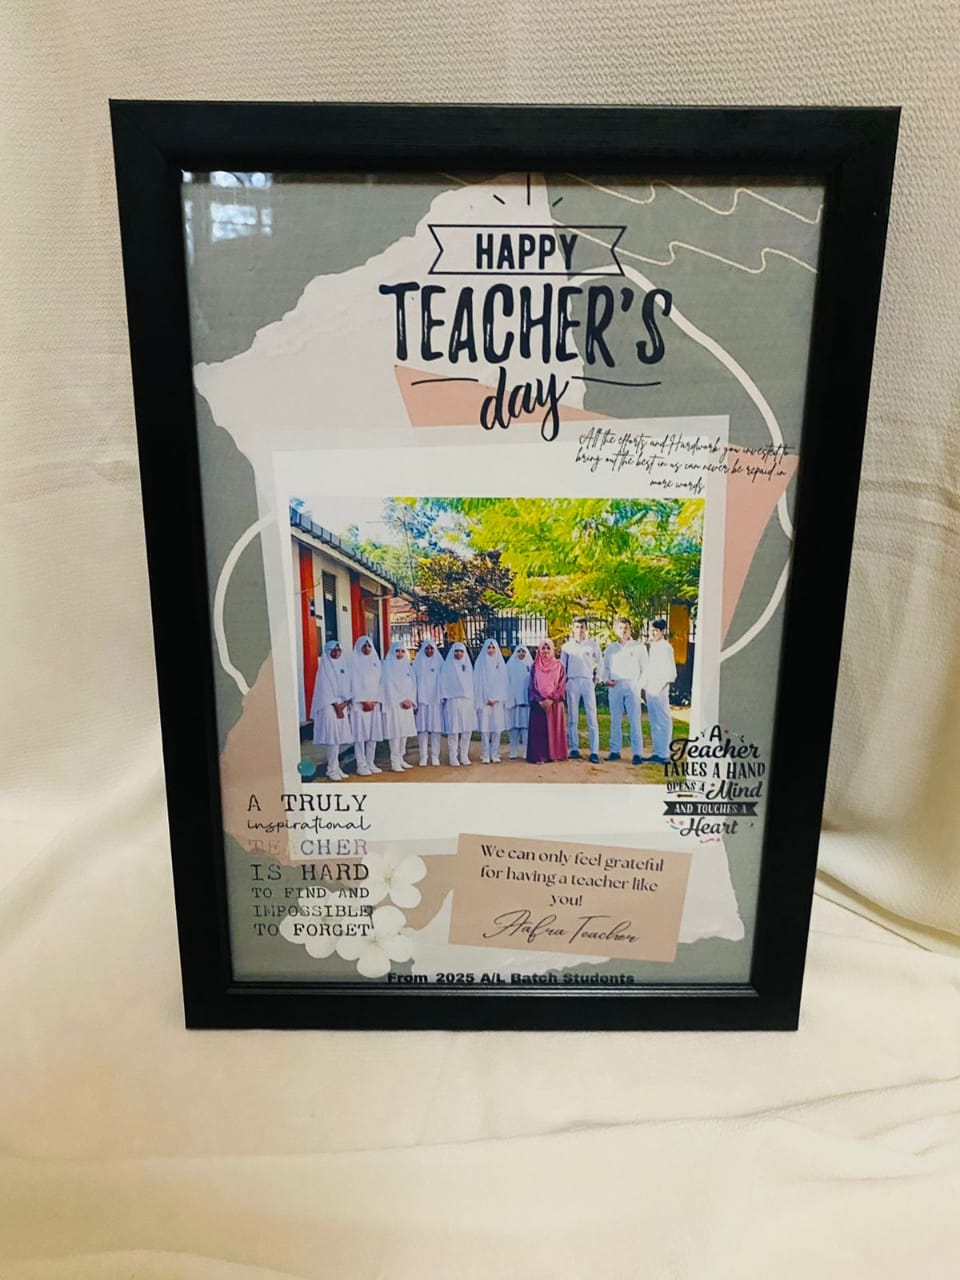 HAPPY
TEACHER'S
day
All the efforts and Hardwork you invested to
bring out the best in us can never be repaid in
more words
A
Teacher
TAKES A HAND
OPENS A Mind
AND TOUCHES A
Heart
A TRULY
inspirational
TEACHER
IS HARD
TO FIND AND
IMPOSSIBLE
TO FORGET
We can only feel grateful
for having a teacher like
you!
Aafna Teacher
From 2025 A/L Batch Students